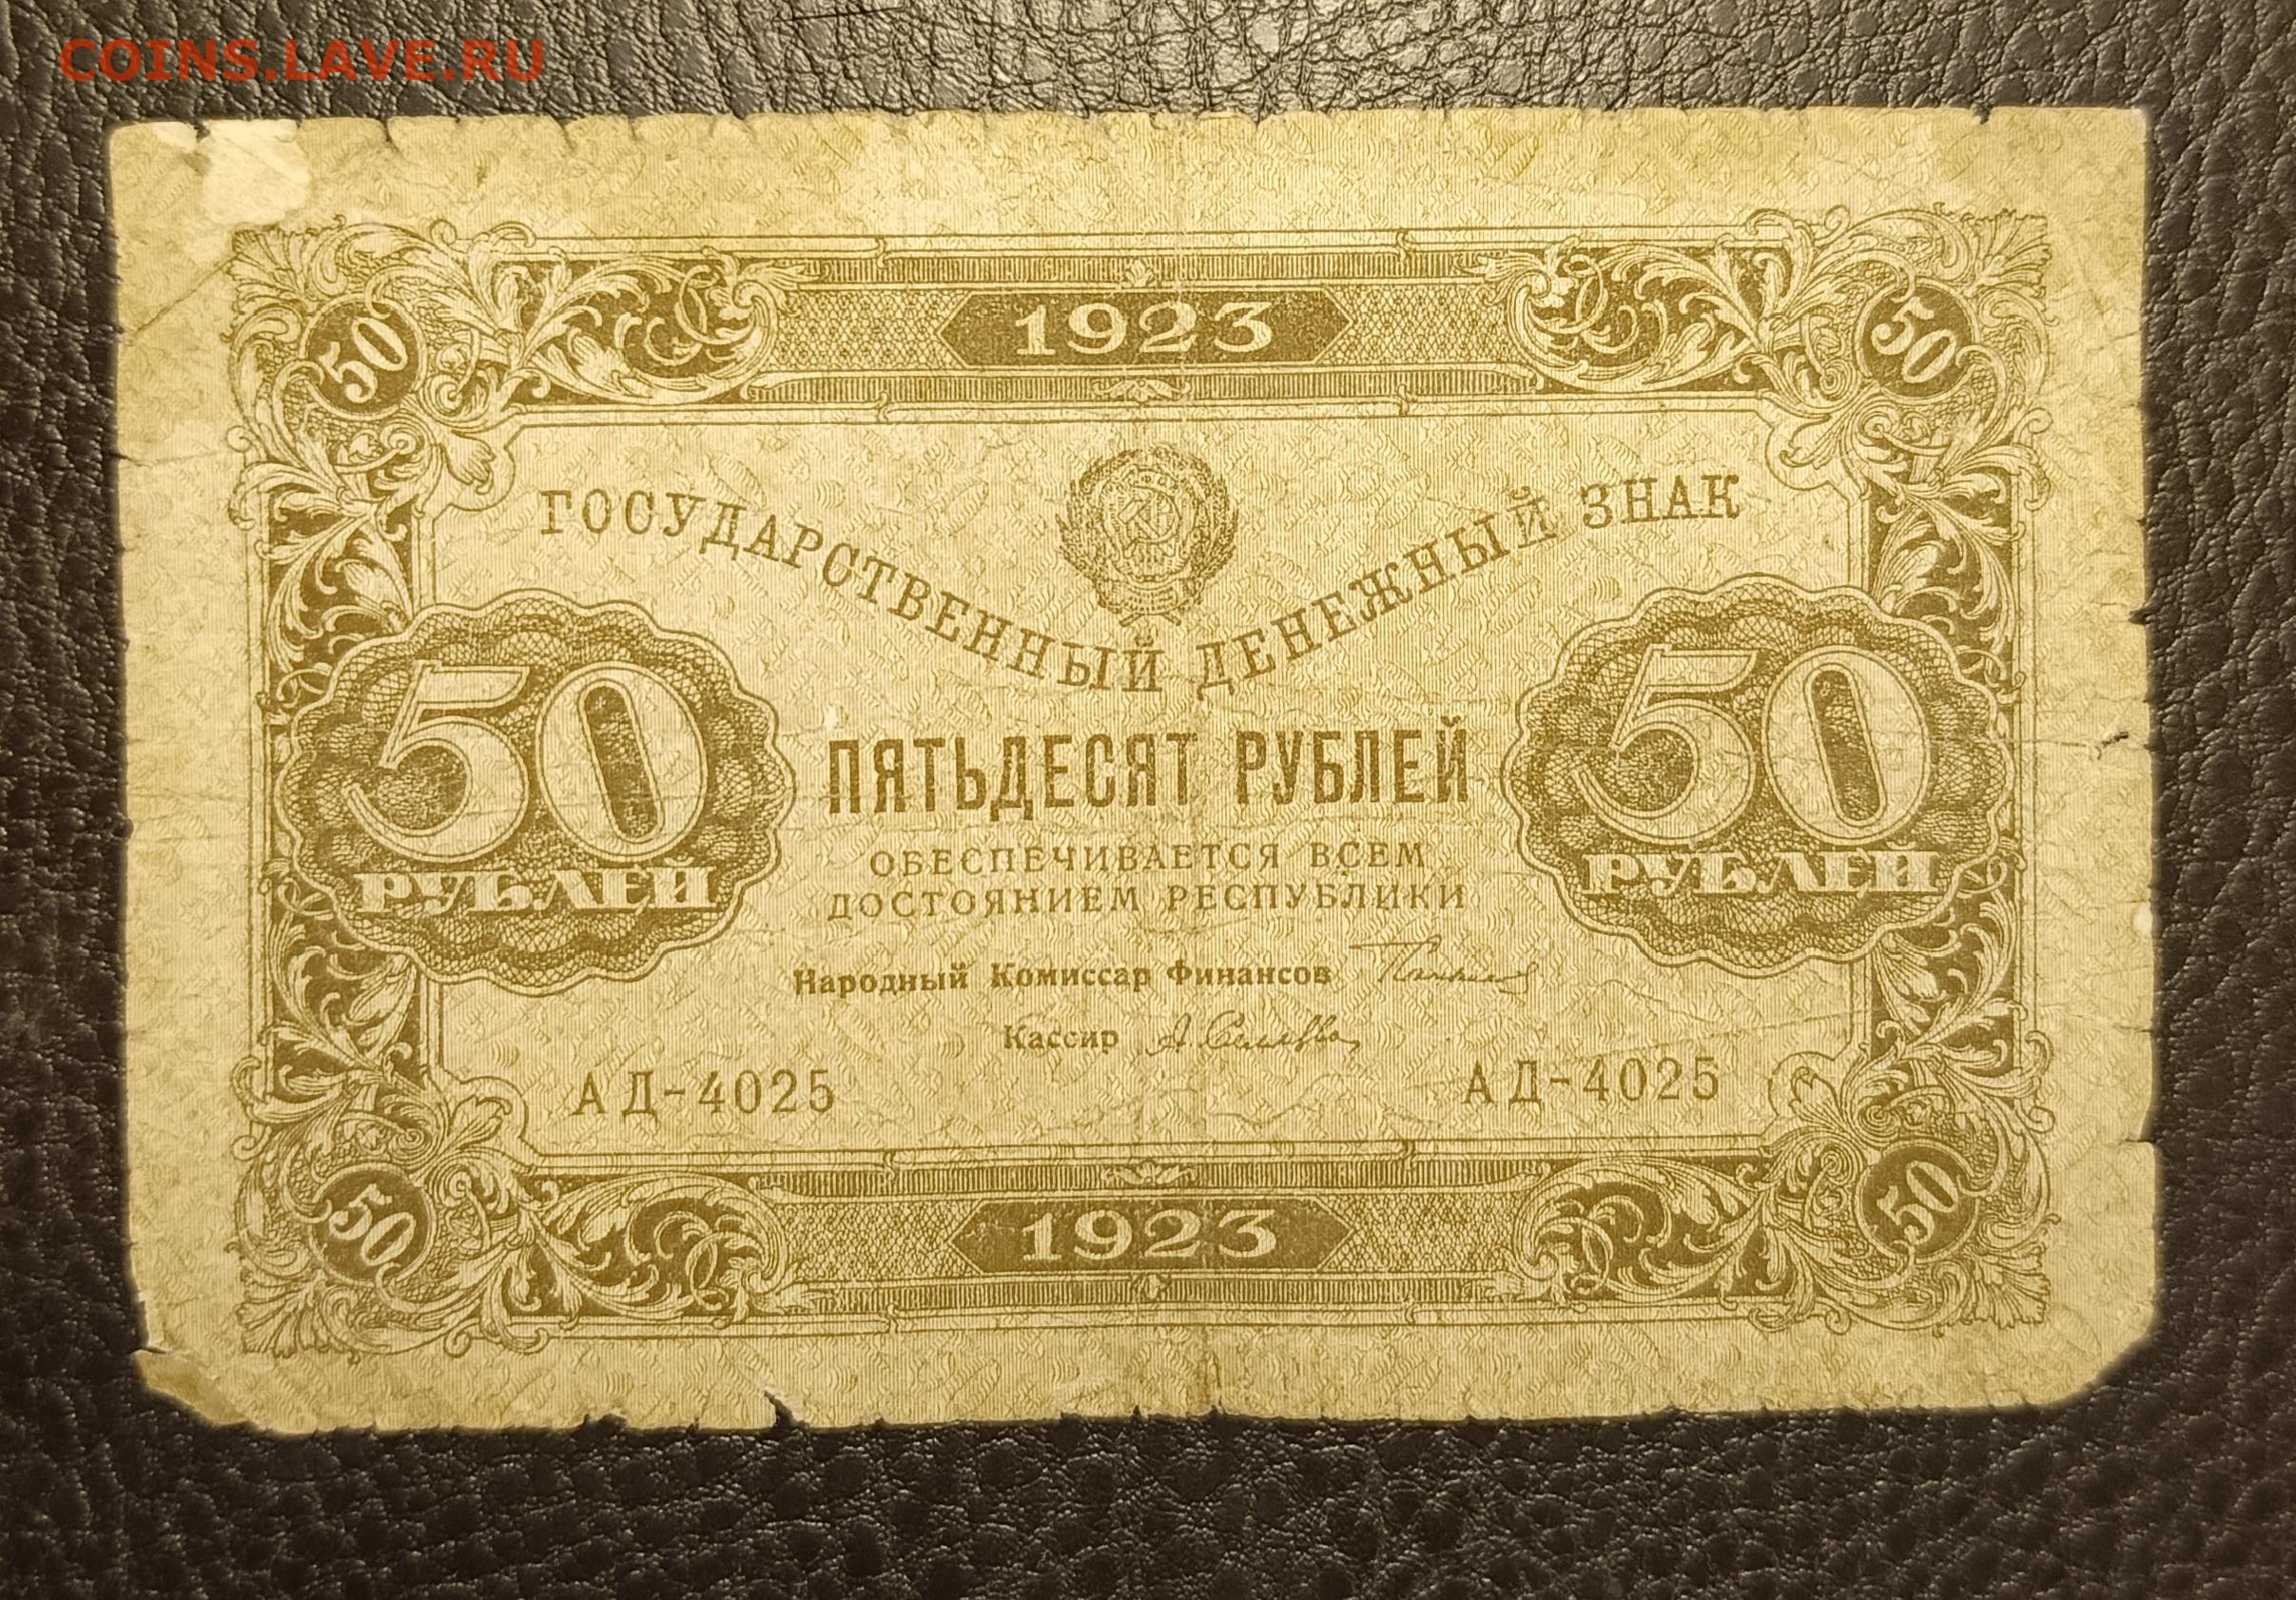 COINS.LAVE.RU
1923
50 50
ГОСУДАРСТВЕННЫЙ ДЕНЕЖНЫЙ ЗНАК
50 РУБЛЕЙ
ПЯТЬДЕСЯТ РУБЛЕЙ
50 РУБЛЕЙ
ОБЕСПЕЧИВАЕТСЯ ВСЕМ
ДОСТОЯНИЕМ РЕСПУБЛИКИ
Народный Комиссар Финансов
Кассир
АД-4025 АД-4025
50 50
1923